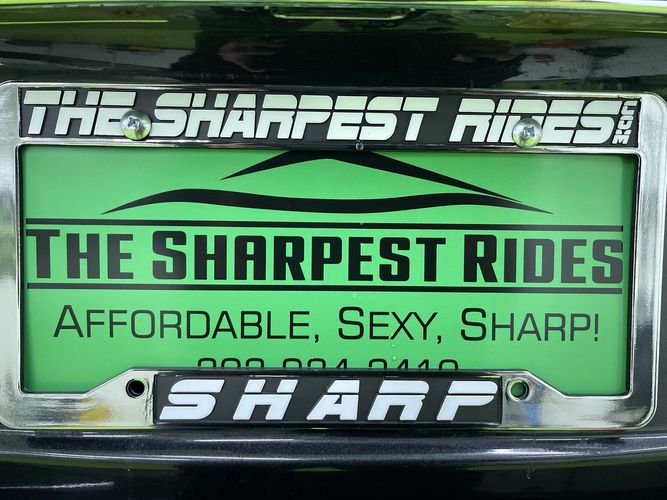 THE SHARPEST RIDES.COM
THE SHARPEST RIDES
AFFORDABLE, SEXY, SHARP!
SHARP